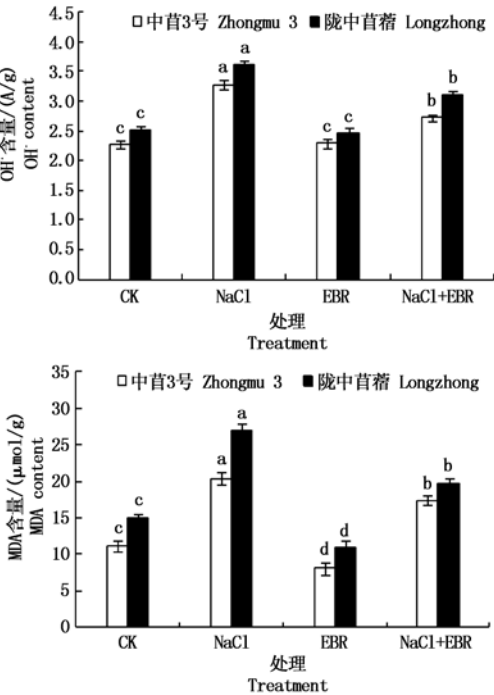 中苜3号 Zhongmu 3 陇中苜蓿 Longzhong
OH·含量/(A/g)
OH· content
4.5
4.0
3.5
3.0
2.5
2.0
1.5
1.0
0.5
0.0
c c a a c c b b
CK NaCl EBR NaCl+EBR
处理
Treatment
中苜3号 Zhongmu 3 陇中苜蓿 Longzhong
MDA含量/(μmol/g)
MDA content
35
30
25
20
15
10
5
0
c c a a d d b b
CK NaCl EBR NaCl+EBR
处理
Treatment